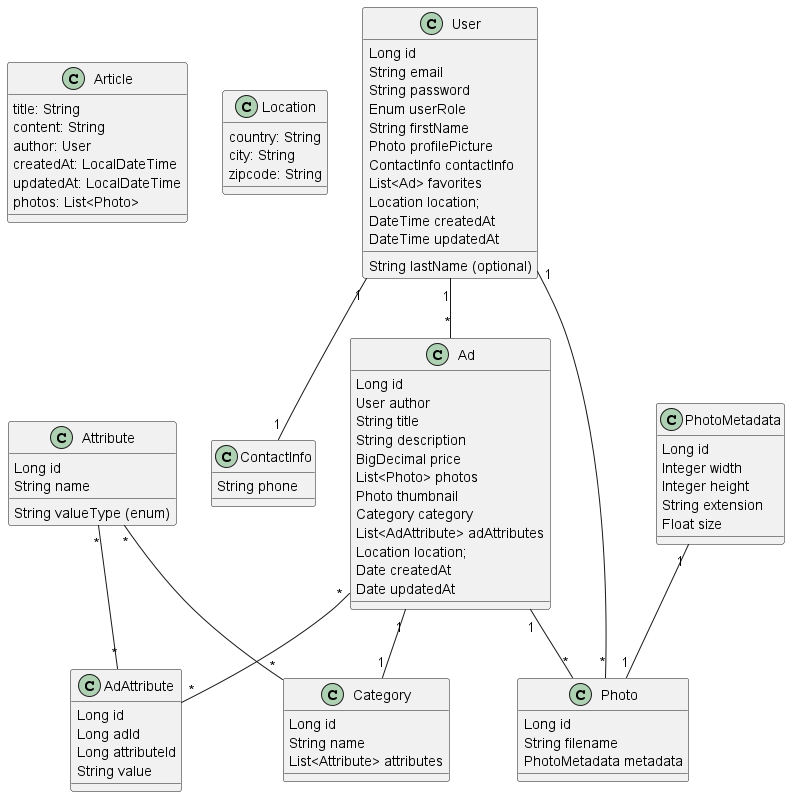 C User
Long id
String email
String password
Enum userRole
String firstName
Photo profilePicture
ContactInfo contactInfo
List<Ad> favorites
Location location;
DateTime createdAt
DateTime updatedAt
String lastName (optional)
C Article
title: String
content: String
author: User
createdAt: LocalDateTime
updatedAt: LocalDateTime
photos: List<Photo>
C Location
country: String
city: String
zipcode: String
1
1
1
1
*
*
C Ad
Long id
User author
String title
String description
BigDecimal price
List<Photo> photos
Photo thumbnail
Category category
List<AdAttribute> adAttributes
Location location;
Date createdAt
Date updatedAt
C Attribute
Long id
String name
String valueType (enum)
C ContactInfo
String phone
C PhotoMetadata
Long id
Integer width
Integer height
String extension
Float size
*
*
*
1
1
1
*
*
*
1
*
1
C AdAttribute
Long id
Long adId
Long attributeId
String value
C Category
Long id
String name
List<Attribute> attributes
C Photo
Long id
String filename
PhotoMetadata metadata